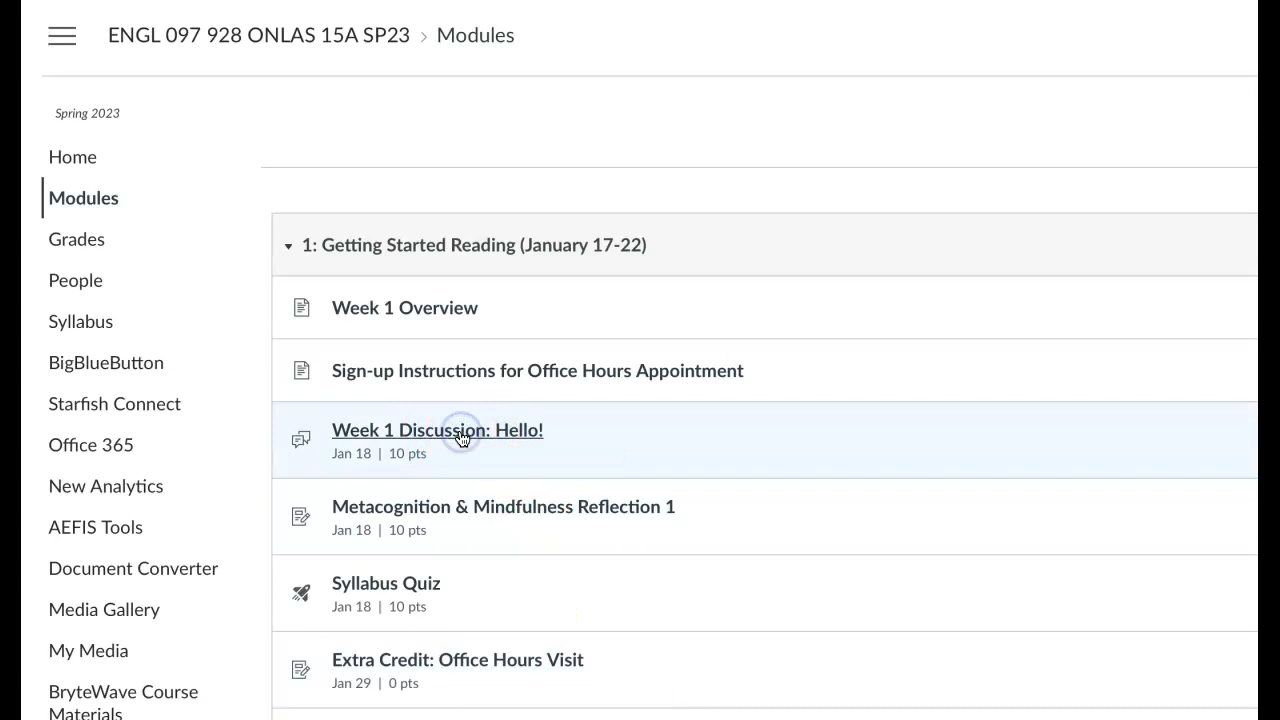 ENGL 097 928 ONLAS 15A SP23 › Modules
Spring 2023
Home
Modules
Grades
People
Syllabus
BigBlueButton
Starfish Connect
Office 365
New Analytics
AEFIS Tools
Document Converter
Media Gallery
My Media
BryteWave Course
Materials
1: Getting Started Reading (January 17-22)
Week 1 Overview
Sign-up Instructions for Office Hours Appointment
Week 1 Discussion: Hello!
Jan 18 | 10 pts
Metacognition & Mindfulness Reflection 1
Jan 18 | 10 pts
Syllabus Quiz
Jan 18 | 10 pts
Extra Credit: Office Hours Visit
Jan 29 | 0 pts